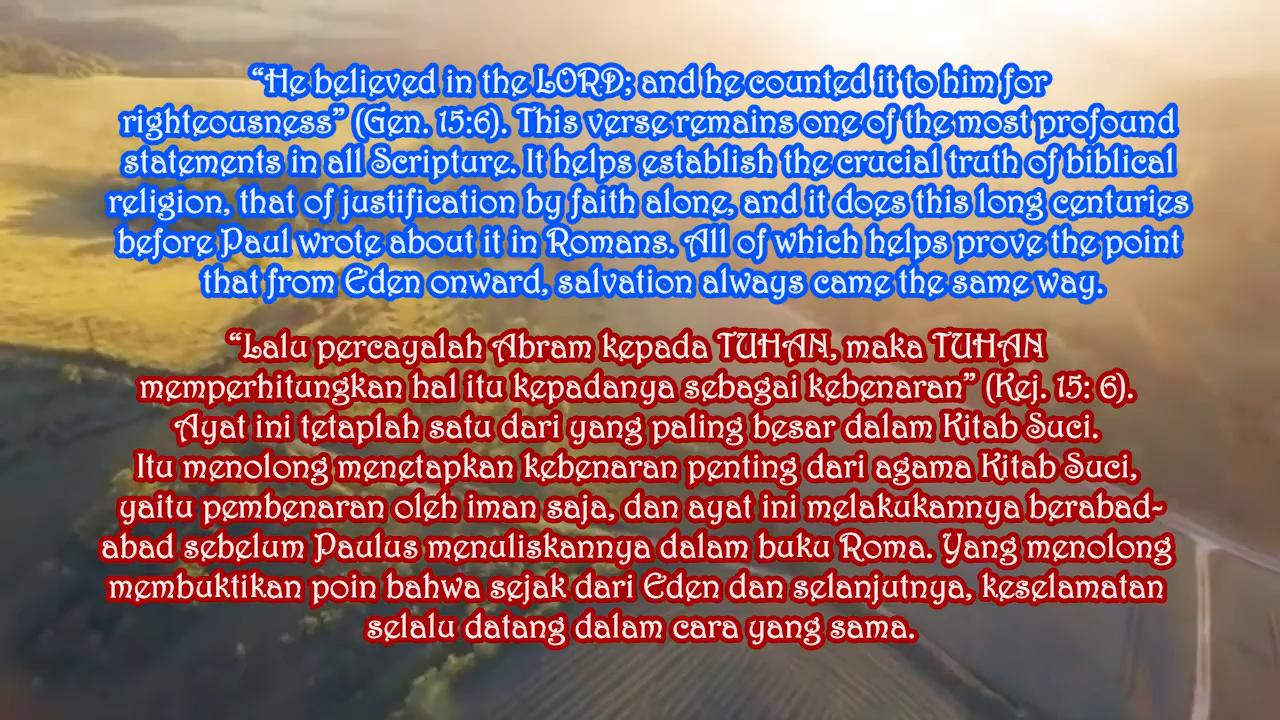 “He believed in the LORD; and he counted it to him for
righteousness” (Gen. 15:6). This verse remains one of the most profound
statements in all Scripture. It helps establish the crucial truth of biblical
religion, that of justification by faith alone, and it does this long centuries
before Paul wrote about it in Romans. All of which helps prove the point
that from Eden onward, salvation always came the same way.
“Lalu percayalah Abram kepada TUHAN, maka TUHAN
memperhitungkan hal itu kepadanya sebagai kebenaran” (Kej. 15: 6).
Ayat ini tetaplah satu dari yang paling besar dalam Kitab Suci.
Itu menolong menetapkan kebenaran penting dari agama Kitab Suci,
yaitu pembenaran oleh iman saja, dan ayat ini melakukannya berabad-
abad sebelum Paulus menuliskannya dalam buku Roma. Yang menolong
membuktikan poin bahwa sejak dari Eden dan selanjutnya, keselamatan
selalu datang dalam cara yang sama.